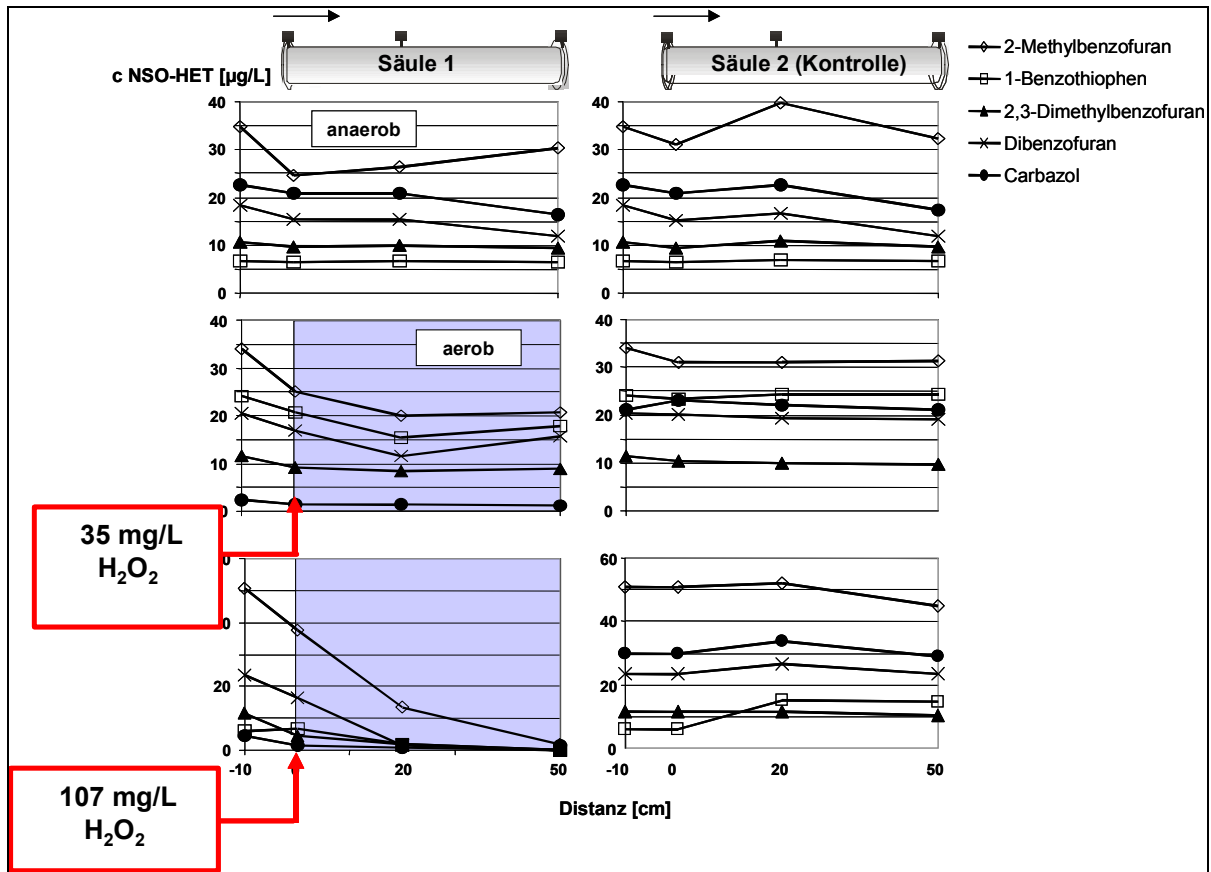 Säule 1
Säule 2 (Kontrolle)
c NSO-HET [µg/L]
2-Methylbenzofuran
1-Benzothiophen
2,3-Dimethylbenzofuran
Dibenzofuran
Carbazol
40
30
20
10
0
anaerob
40
30
20
10
0
40
30
20
10
0
aerob
40
30
20
10
0
35 mg/L
H₂O₂
20
0
-10
0
20
50
60
40
20
0
-10
0
20
50
Distanz [cm]
107 mg/L
H₂O₂